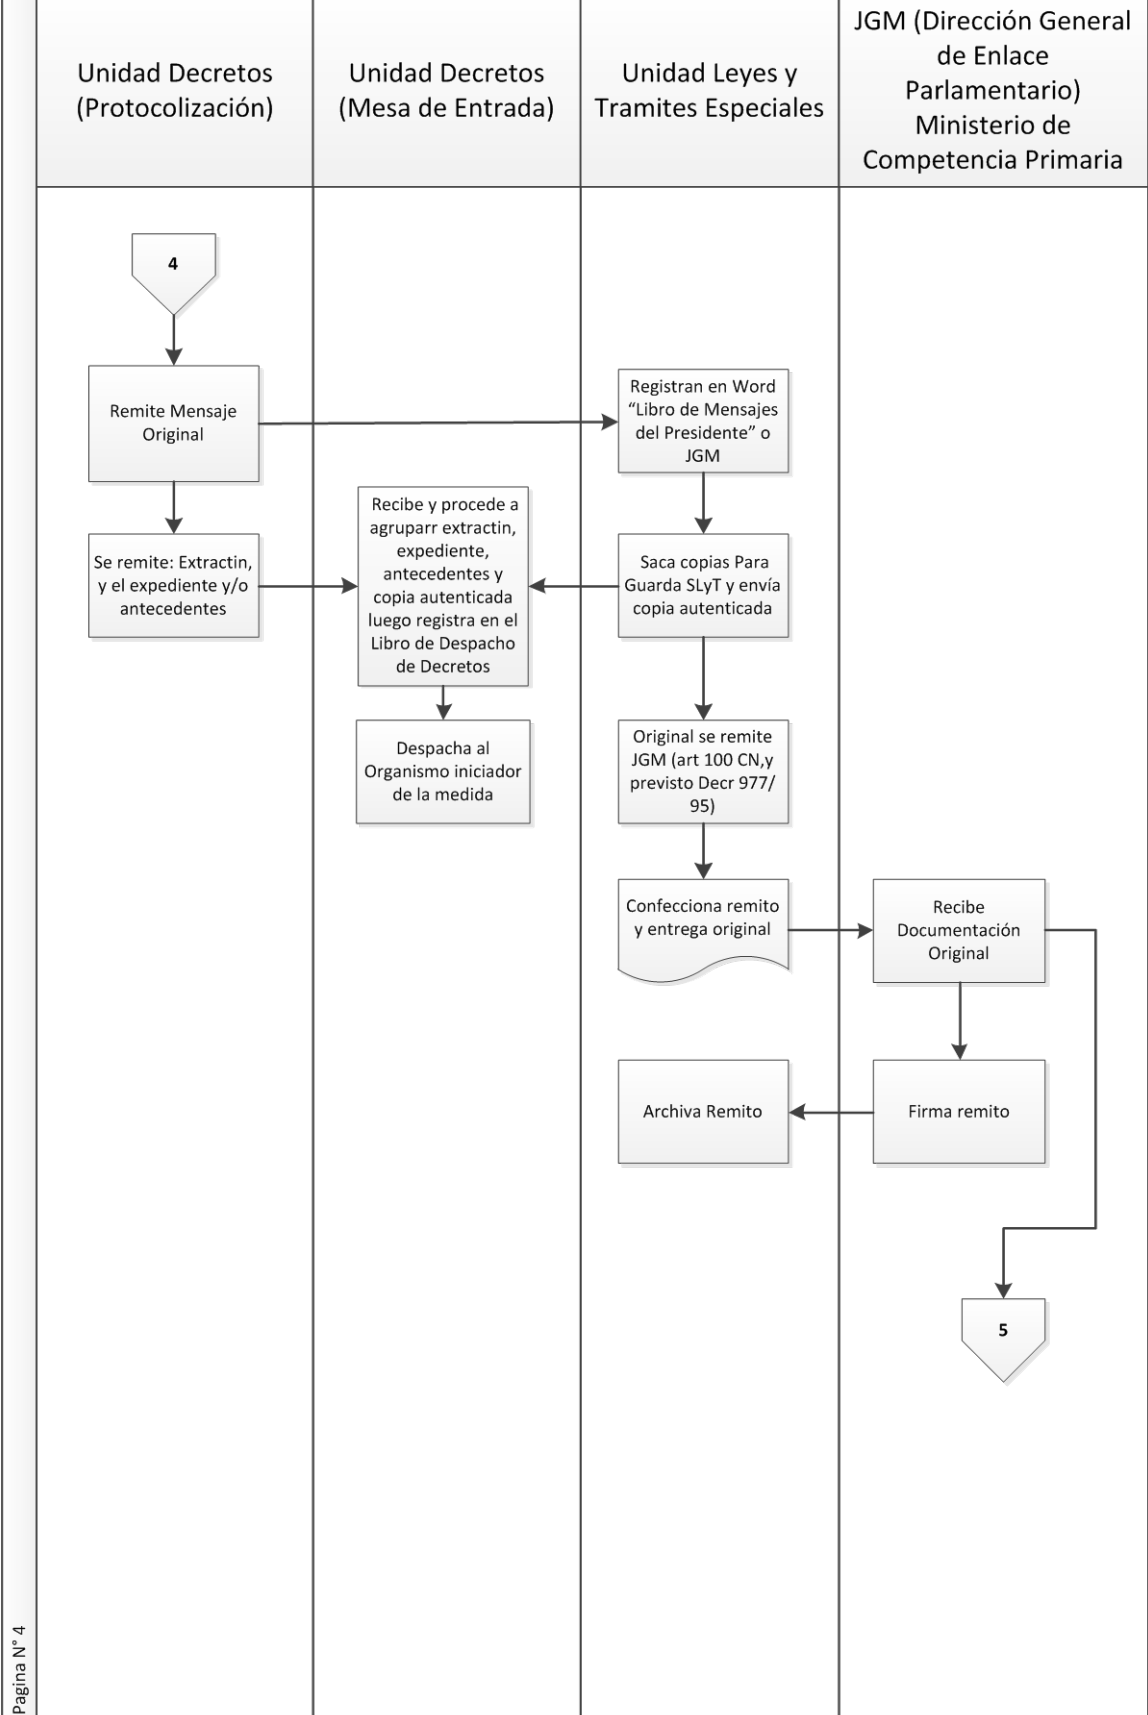 Unidad Decretos
(Protocolización)
Unidad Decretos
(Mesa de Entrada)
Unidad Leyes y
Tramites Especiales
JGM (Dirección General
de Enlace
Parlamentario)
Ministerio de
Competencia Primaria
4
Remite Mensaje
Original
Registran en Word
“Libro de Mensajes
del Presidente” o
JGM
Se remite: Extractin,
y el expediente y/o
antecedentes
Recibe y procede a
agruparr extractin,
expediente,
antecedentes y
copia autenticada
luego registra en el
Libro de Despacho
de Decretos
Saca copias Para
Guarda SLyT y envía
copia autenticada
Despacha al
Organismo iniciador
de la medida
Original se remite
JGM (art 100 CN,y
previsto Decr 977/
95)
Confecciona remito
y entrega original
Recibe
Documentación
Original
Archiva Remito
Firma remito
5
Pagina N° 4